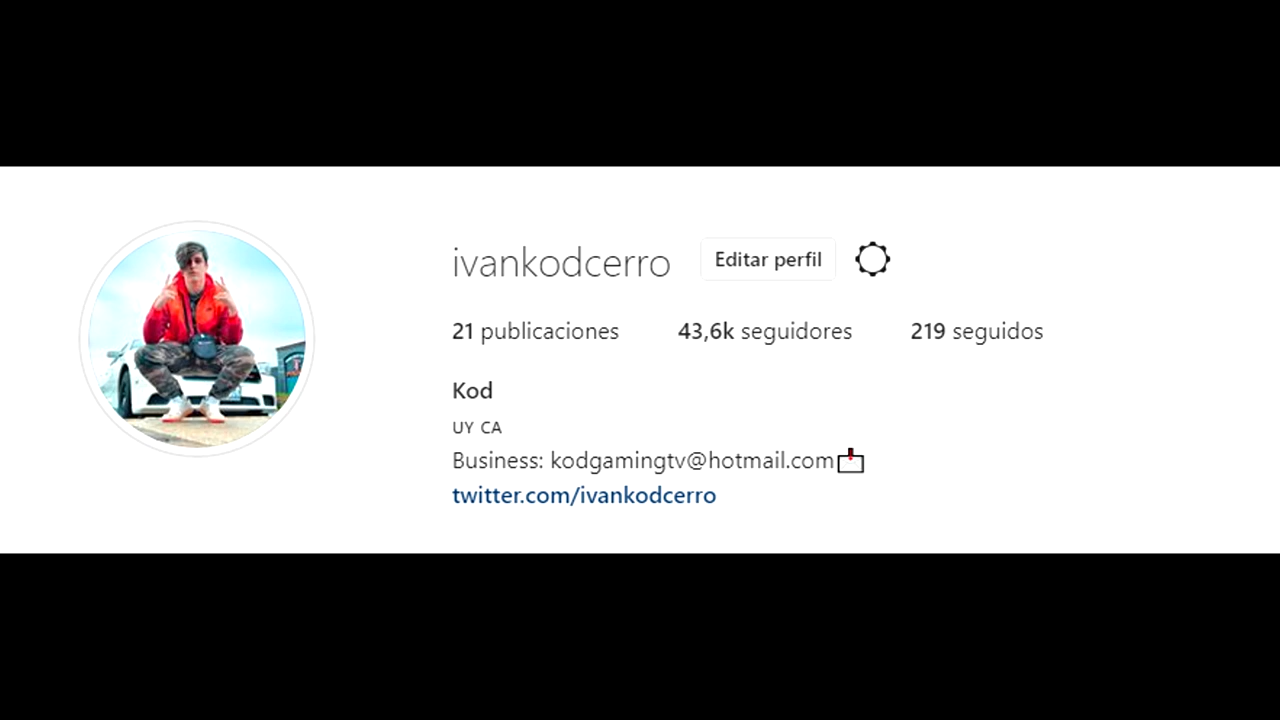 ivankodcerro Editar perfil
21 publicaciones 43,6k seguidores 219 seguidos
Kod
UY CA
Business: kodgamingtv@hotmail.com
twitter.com/ivankodcerro